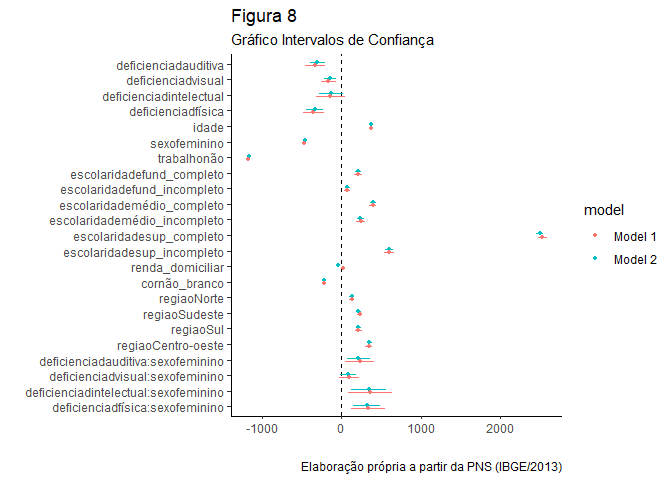 Figura 8
Gráfico Intervalos de Confiança
deficienciadauditiva
deficienciadvisual
deficienciadintelectual
deficienciadfísica
idade
sexofeminino
trabalhonão
escolaridadefund_completo
escolaridadefund_incompleto
escolaridademédio_completo
escolaridademédio_incompleto
escolaridadesup_completo
escolaridadesup_incompleto
renda_domiciliar
cornão_branco
regiaoNorte
regiaoSudeste
regiaoSul
regiaoCentro-oeste
deficienciadauditiva:sexofeminino
deficienciadvisual:sexofeminino
deficienciadintelectual:sexofeminino
deficienciadfísica:sexofeminino
-1000 0 1000 2000
model
Model 1
Model 2
Elaboração própria a partir da PNS (IBGE/2013)